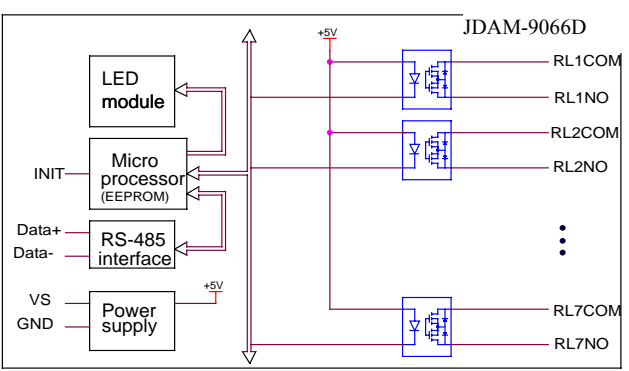 JDAM-9066D
+5V
LED
module
RL1COM
RL1NO
RL2COM
RL2NO
INIT
Micro
processor
(EEPROM)
Data+
Data-
RS-485
interface
+5V
VS
GND
Power
supply
RL7COM
RL7NO